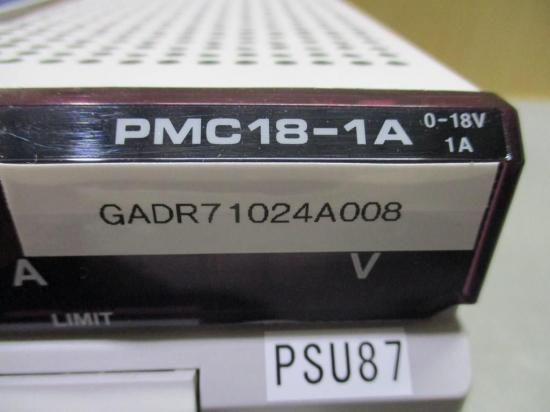 PMC18-1A 0-18V
1A
GADR71024A008
A V
LIMIT
PSU87